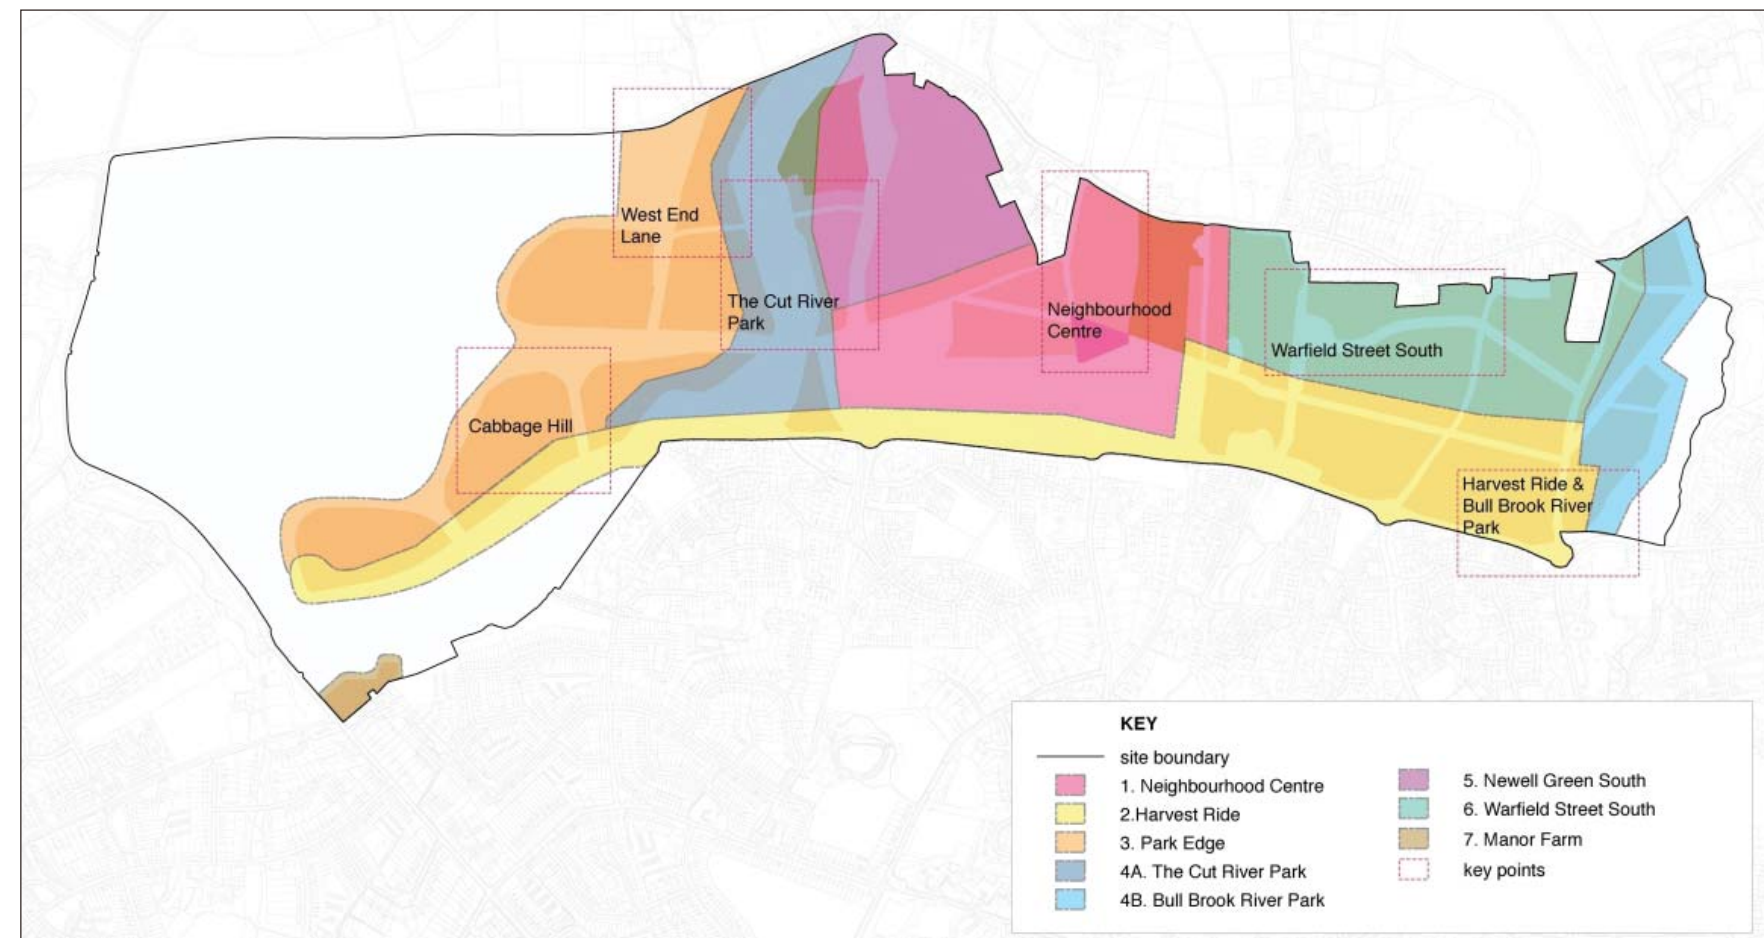 West End
Lane
The Cut River
Park
Neighbourhood
Centre
Warfield Street South
Cabbage Hill
Harvest Ride &
Bull Brook River
Park
KEY
site boundary
1. Neighbourhood Centre
2.Harvest Ride
3. Park Edge
4A. The Cut River Park
4B. Bull Brook River Park
5. Newell Green South
6. Warfield Street South
7. Manor Farm
key points